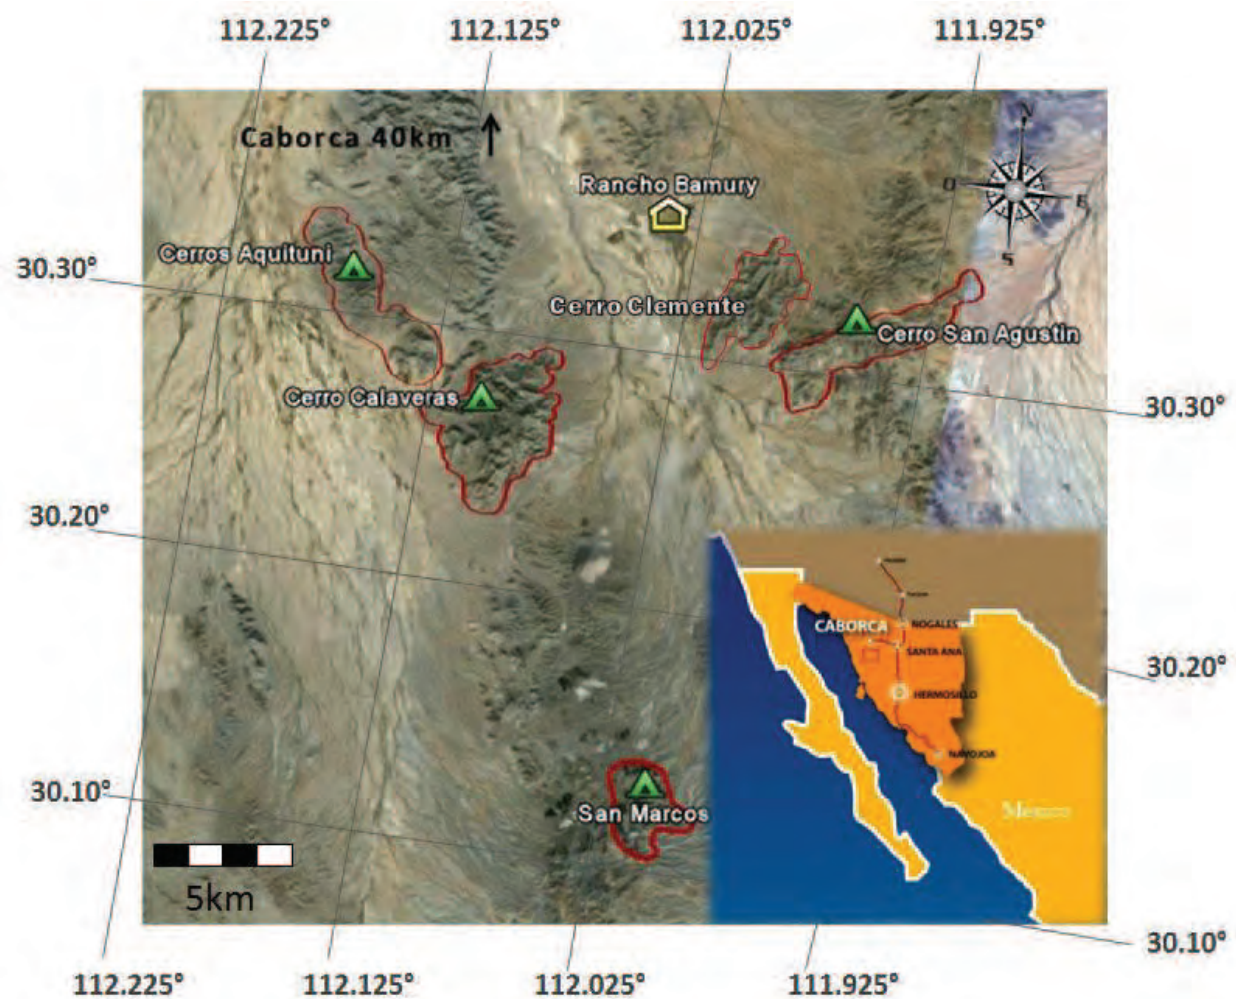 112.225° 112.125° 112.025° 111.925°
Caborca 40km
N
O
E
S
Rancho Bamury
Cerros Aquituni
30.30°
Cerro Clemente
Cerro San Agustin
Cerro Calaveras
30.30°
30.20°
CABORCA
NOGALES
SANTA ANA
30.20°
HERMOSILLO
NAVOJOA
30.10°
San Marcos
Mexico
5km
30.10°
112.225° 112.125° 112.025° 111.925°